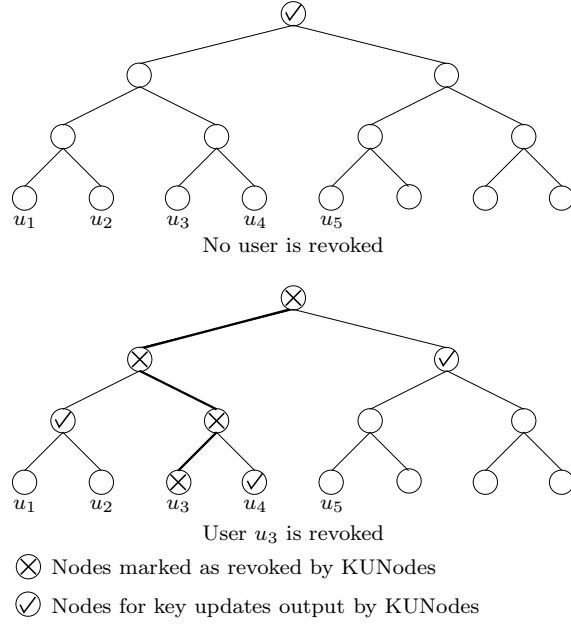 u1 u2 u3 u4 u5
No user is revoked
u1 u2 u3 u4 u5
User u3 is revoked
Nodes marked as revoked by KUNodes
Nodes for key updates output by KUNodes